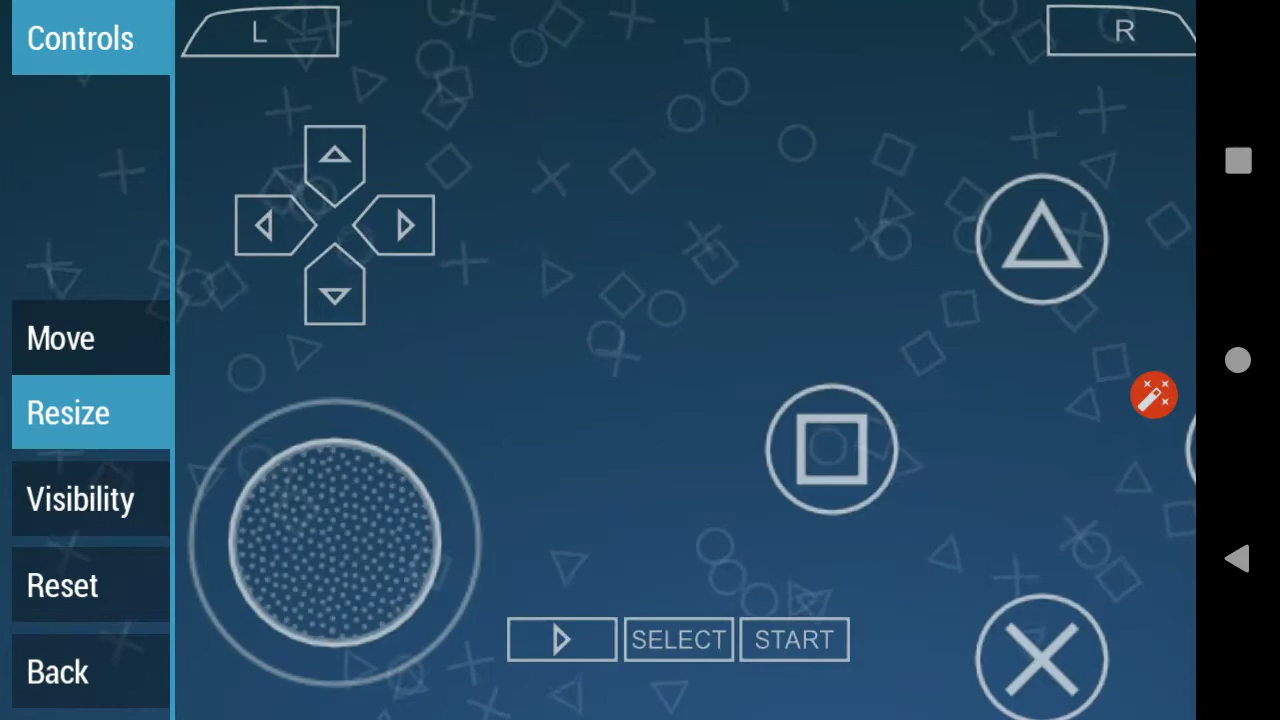 Controls
L
R
Move
Resize
Visibility
Reset
SELECT
START
Back